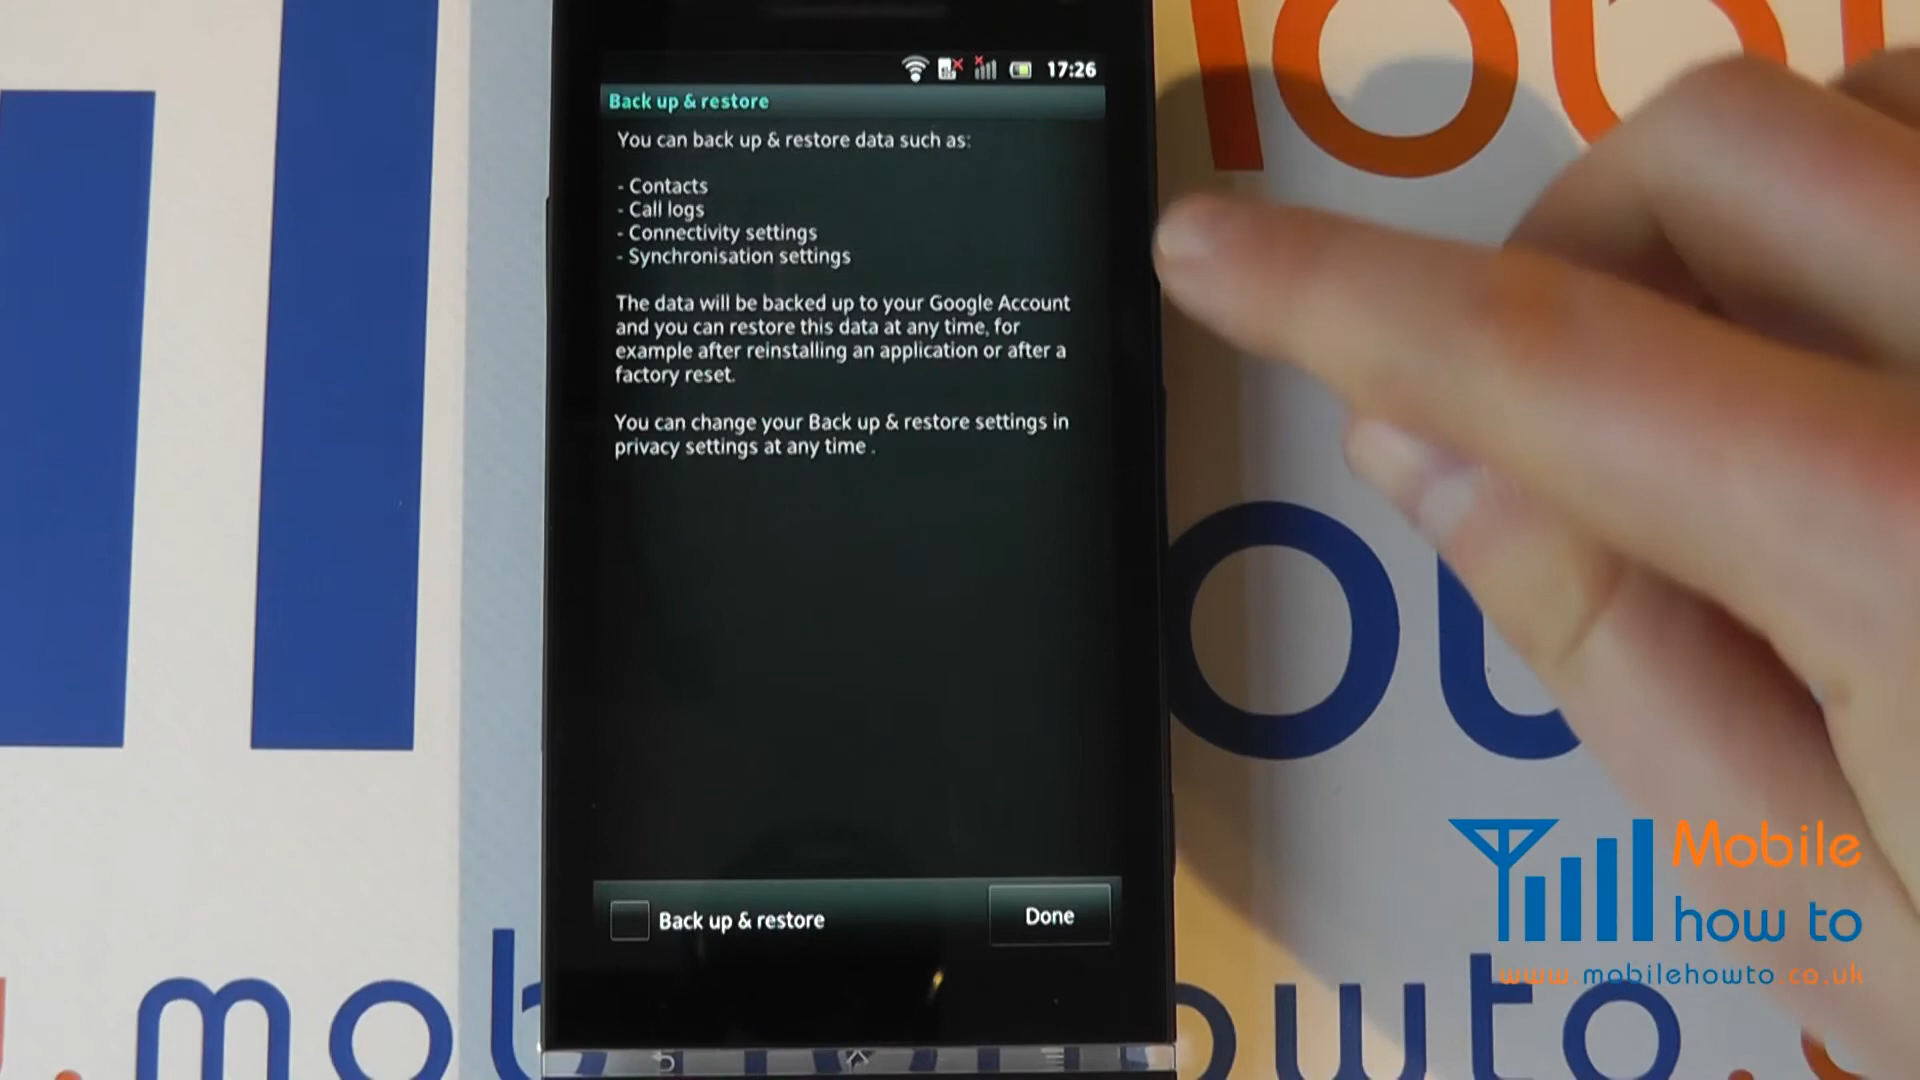 17:26
Back up & restore
You can back up & restore data such as:
- Contacts
- Call logs
- Connectivity settings
- Synchronisation settings
The data will be backed up to your Google Account
and you can restore this data at any time, for
example after reinstalling an application or after a
factory reset.
You can change your Back up & restore settings in
privacy settings at any time .
Back up & restore
Done
Mobile
how to
www.mobilehowto.co.uk